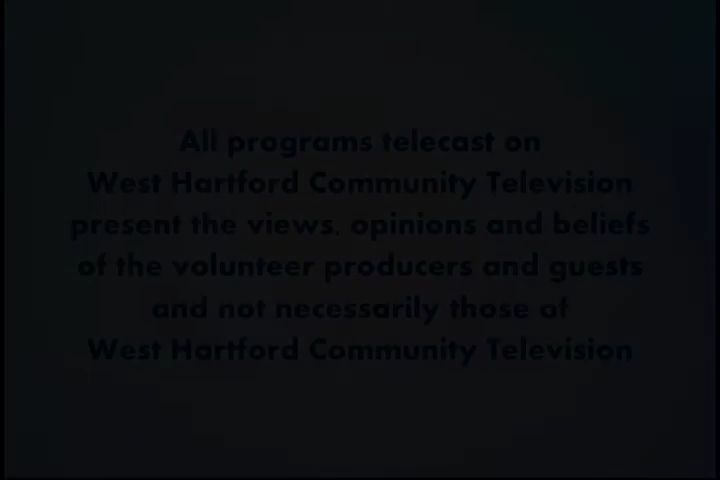 All programs telecast on
West Hartford Community Television
present the views, opinions and beliefs
of the volunteer producers and guests
and not necessarily those of
West Hartford Community Television